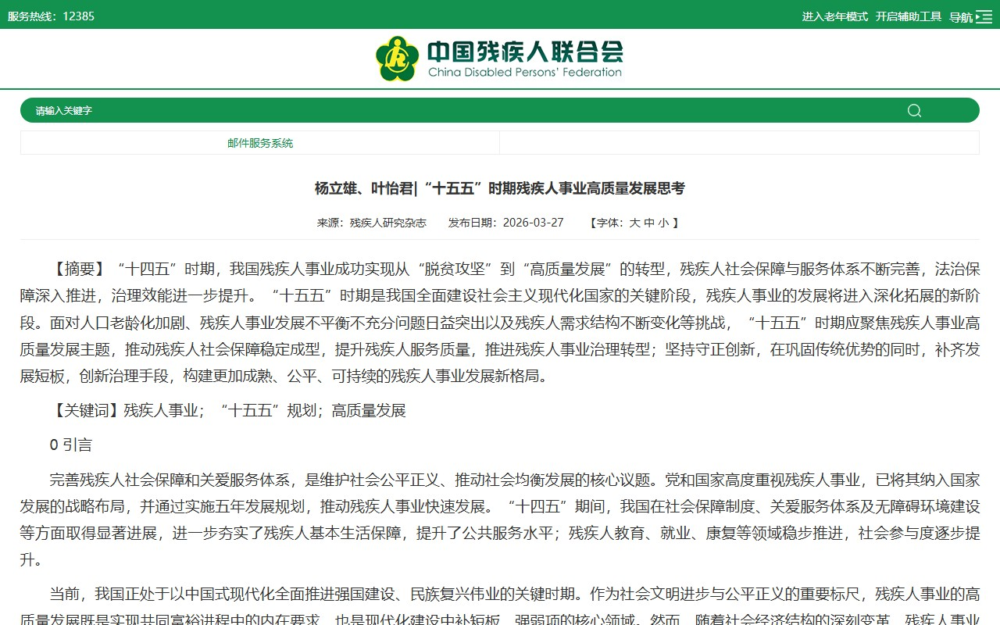 服务热线：12385
进入老年模式 开启辅助工具 导航
中国残疾人联合会
China Disabled Persons' Federation
请输入关键字
邮件服务系统
杨立雄、叶怡君|“十五五”时期残疾人事业高质量发展思考
来源：残疾人研究杂志 发布日期：2026-03-27 【字体：大 中 小 】
【摘要】“十四五”时期，我国残疾人事业成功实现从“脱贫攻坚”到“高质量发展”的转型，残疾人社会保障与服务体系不断完善，法治保
障深入推进，治理效能进一步提升。“十五五”时期是我国全面建设社会主义现代化国家的关键阶段，残疾人事业的发展将进入深化拓展的新阶
段。面对人口老龄化加剧、残疾人事业发展不平衡不充分问题日益突出以及残疾人需求结构不断变化等挑战，“十五五”时期应聚焦残疾人事业高
质量发展主题，推动残疾人社会保障稳定成型，提升残疾人服务质量，推进残疾人事业治理转型；坚持守正创新，在巩固传统优势的同时，补齐发
展短板，创新治理手段，构建更加成熟、公平、可持续的残疾人事业发展新格局。
【关键词】残疾人事业；“十五五”规划；高质量发展
0 引言
完善残疾人社会保障和关爱服务体系，是维护社会公平正义、推动社会均衡发展的核心议题。党和国家高度重视残疾人事业，已将其纳入国家
发展的战略布局，并通过实施五年发展规划，推动残疾人事业快速发展。“十四五”期间，我国在社会保障制度、关爱服务体系及无障碍环境建设
等方面取得显著进展，进一步夯实了残疾人基本生活保障，提升了公共服务水平；残疾人教育、就业、康复等领域稳步推进，社会参与度逐步提
升。
当前，我国正处于以中国式现代化全面推进强国建设、民族复兴伟业的关键时期。作为社会文明进步与公平正义的重要标尺，残疾人事业的高
质量发展既是实现共同富裕进程中的内在要求，也是现代化建设中补短板、强弱项的核心领域。然而，随着社会经济结构的深刻变革，残疾人事业